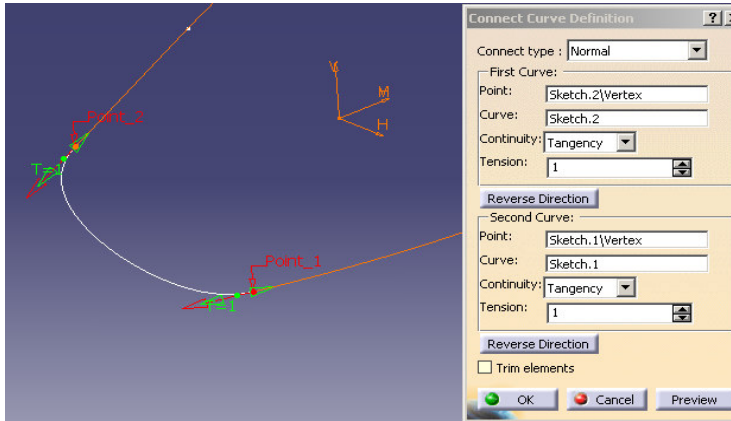 Connect Curve Definition
Connect type : Normal
First Curve:
Point: Sketch.2\Vertex
Curve: Sketch.2
Continuity: Tangency
Tension: 1
Reverse Direction
Second Curve:
Point: Sketch.1\Vertex
Curve: Sketch.1
Continuity: Tangency
Tension: 1
Reverse Direction
Trim elements
OK Cancel Preview
V
M
H
Point_2
T=1
Point_1
T=1